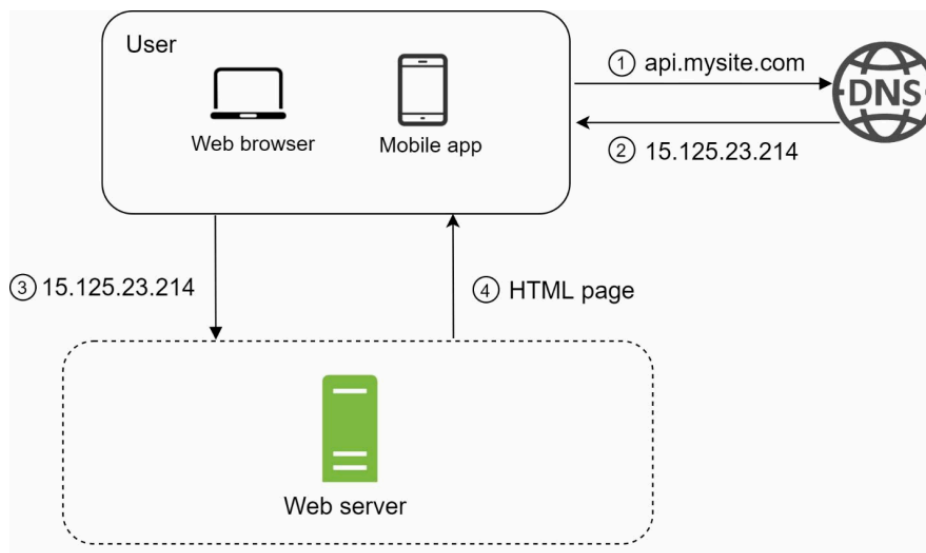 User
Web browser
Mobile app
① api.mysite.com
DNS
② 15.125.23.214
③ 15.125.23.214
④ HTML page
Web server